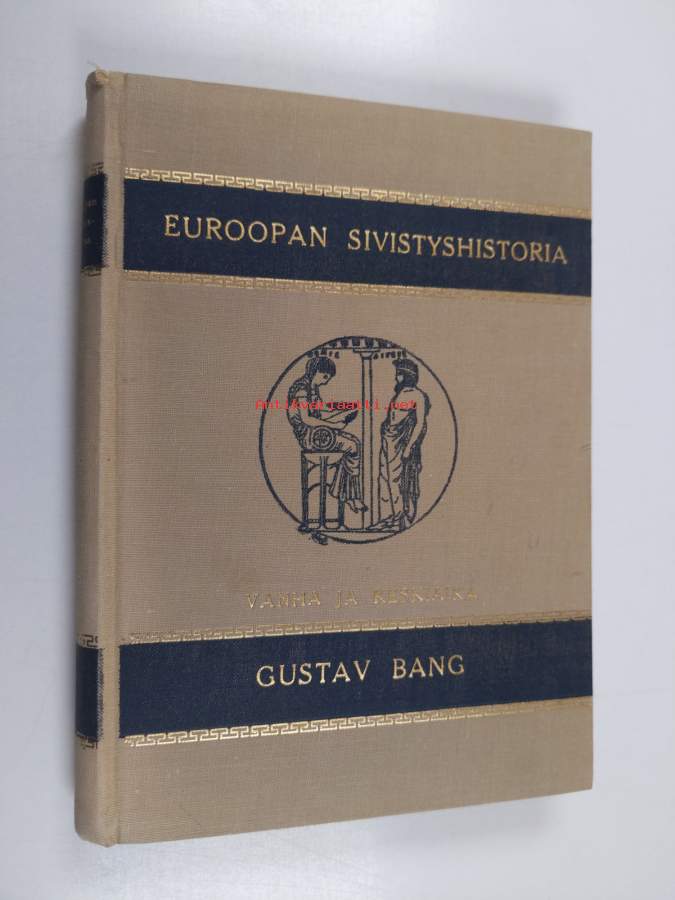 EUROOPAN SIVISTYSHISTORIA
Antikvariaatti.net
VANHA JA KESKIAIKA
GUSTAV BANG